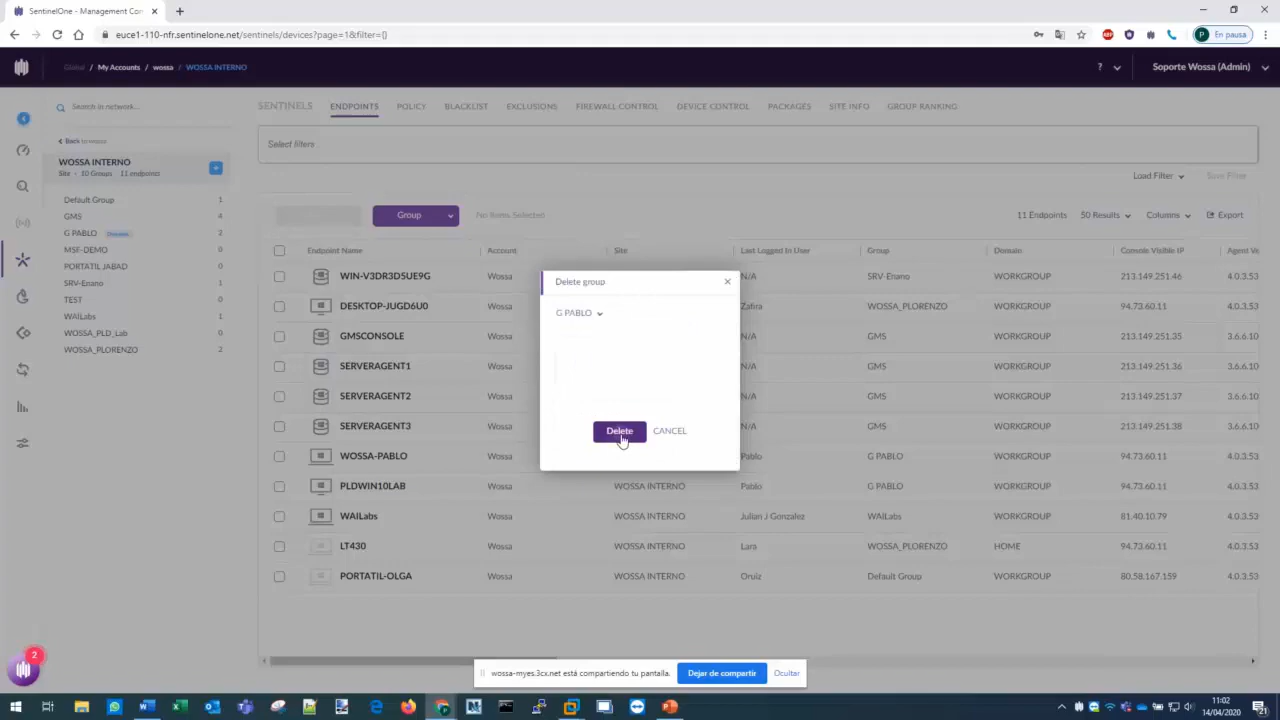 SentinelOne - Management Con
euce1-110-nfr.sentinelone.net/sentinels/devices?page=1&filter={}
ABP
P En pausa
Global / My Accounts / wossa / WOSSA INTERNO
? Soporte Wossa (Admin)
Search in network...
SENTINELS ENDPOINTS POLICY BLACKLIST EXCLUSIONS FIREWALL CONTROL DEVICE CONTROL PACKAGES SITE INFO GROUP RANKING
Back to wossa
Select filters
WOSSA INTERNO
Site - 10 Groups 11 endpoints
Load Filter Save Filter
Default Group 1
GMS 4
G PABLO 2
MSF-DEMO 0
PORTATIL JABAD 0
SRV-Enano 1
TEST 0
WAILabs 1
WOSSA_PLD_Lab 0
WOSSA_PLORENZO 2
Group No Items Selected 11 Endpoints 50 Results Columns Export
Endpoint Name Account Site Last Logged In User Group Domain Console Visible IP Agent Ve
WIN-V3DR3D5UE9G Wossa N/A SRV-Enano WORKGROUP 213.149.251.46 4.0.3.53
DESKTOP-JUGD6U0 Wossa Zafira WOSSA_PLORENZO WORKGROUP 94.73.60.11 4.0.3.53
GMSCONSOLE Wossa N/A GMS WORKGROUP 213.149.251.35 3.6.6.10
SERVERAGENT1 Wossa N/A GMS WORKGROUP 213.149.251.36 3.6.6.10
SERVERAGENT2 Wossa N/A GMS WORKGROUP 213.149.251.37 3.6.6.10
SERVERAGENT3 Wossa N/A GMS WORKGROUP 213.149.251.38 3.6.6.10
WOSSA-PABLO Wossa Pablo G PABLO WORKGROUP 94.73.60.11 4.0.3.53
PLDWIN10LAB Wossa WOSSA INTERNO Pablo G PABLO WORKGROUP 94.73.60.11 4.0.3.53
WAILabs Wossa WOSSA INTERNO Julian J Gonzalez WAILabs WORKGROUP 81.40.10.79 4.0.3.53
LT430 Wossa WOSSA INTERNO Lara WOSSA_PLORENZO HOME 94.73.60.11 4.0.3.53
PORTATIL-OLGA Wossa WOSSA INTERNO Oruiz Default Group WORKGROUP 80.58.167.159 4.0.3.53
Delete group
G PABLO
Delete CANCEL
2
wossa-myes.3cx.net está compartiendo tu pantalla. Dejar de compartir Ocultar
11:02
14/04/2020
21